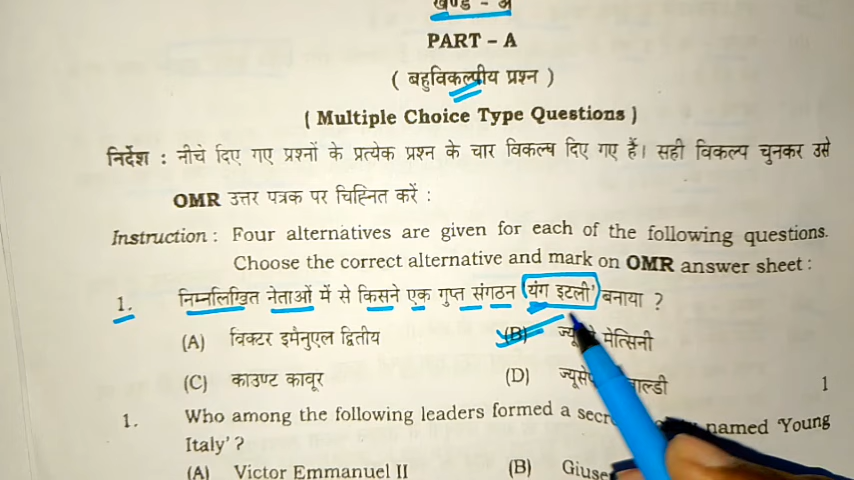 खण्ड - अ
PART - A
( बहुविकल्पीय प्रश्न )
( Multiple Choice Type Questions )
निर्देश : नीचे दिए गए प्रश्नों के प्रत्येक प्रश्न के चार विकल्प दिए गए हैं। सही विकल्प चुनकर उसे
OMR उत्तर पत्रक पर चिह्नित करें :
Instruction : Four alternatives are given for each of the following questions.
Choose the correct alternative and mark on OMR answer sheet :
1. निम्नलिखित नेताओं में से किसने एक गुप्त संगठन 'यंग इटली' बनाया ?
(A) विक्टर इमैनुएल द्वितीय (B) मेत्सिनी
(C) काउण्ट कावूर (D) 1
1. Who among the following leaders formed a named 'Young
Italy' ?
(A) Victor Emmanuel II (B)